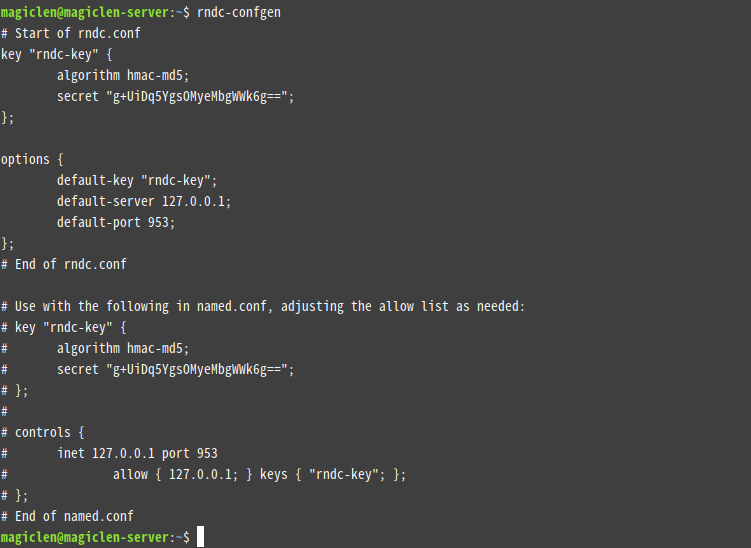 magiclen@magiclen-server:~$ rndc-confgen
# Start of rndc.conf
key "rndc-key" {
        algorithm hmac-md5;
        secret "g+UiDq5YgsOMyeMbgWWk6g==";
};

options {
        default-key "rndc-key";
        default-server 127.0.0.1;
        default-port 953;
};
# End of rndc.conf

# Use with the following in named.conf, adjusting the allow list as needed:
# key "rndc-key" {
#       algorithm hmac-md5;
#       secret "g+UiDq5YgsOMyeMbgWWk6g==";
# };
#
# controls {
#       inet 127.0.0.1 port 953
#               allow { 127.0.0.1; } keys { "rndc-key"; };
# };
# End of named.conf
magiclen@magiclen-server:~$